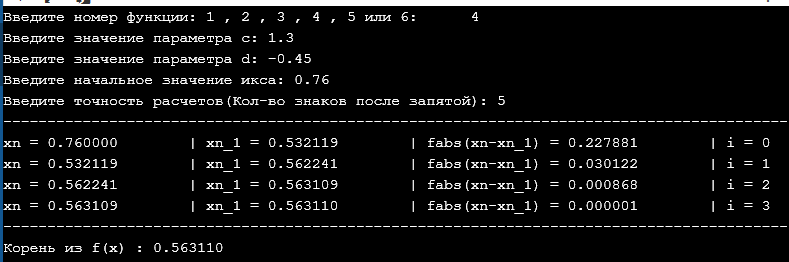 Введите номер функции: 1 , 2 , 3 , 4 , 5 или 6: 4
Введите значение параметра c: 1.3
Введите значение параметра d: -0.45
Введите начальное значение икса: 0.76
Введите точность расчетов(Кол-во знаков после запятой): 5
xn = 0.760000 | xn_1 = 0.532119 | fabs(xn-xn_1) = 0.227881 | i = 0
xn = 0.532119 | xn_1 = 0.562241 | fabs(xn-xn_1) = 0.030122 | i = 1
xn = 0.562241 | xn_1 = 0.563109 | fabs(xn-xn_1) = 0.000868 | i = 2
xn = 0.563109 | xn_1 = 0.563110 | fabs(xn-xn_1) = 0.000001 | i = 3
Корень из f(x) : 0.563110